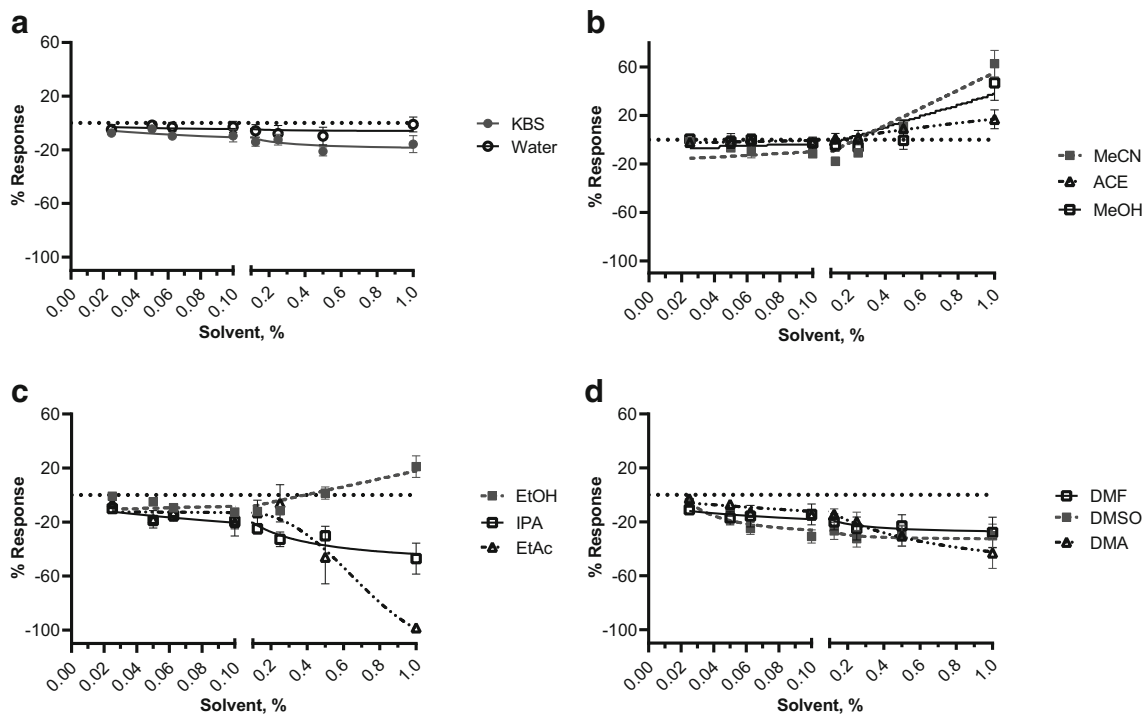 a
60
20
-20
-60
-100
% Response
0.00
0.02
0.04
0.06
0.08
0.10
0.2
0.4
0.6
0.8
1.0
Solvent, %
KBS
Water
b
60
20
-20
-60
-100
% Response
0.00
0.02
0.04
0.06
0.08
0.10
0.2
0.4
0.6
0.8
1.0
Solvent, %
MeCN
ACE
MeOH
c
60
20
-20
-60
-100
% Response
0.00
0.02
0.04
0.06
0.08
0.10
0.2
0.4
0.6
0.8
1.0
Solvent, %
EtOH
IPA
EtAc
d
60
20
-20
-60
-100
% Response
0.00
0.02
0.04
0.06
0.08
0.10
0.2
0.4
0.6
0.8
1.0
Solvent, %
DMF
DMSO
DMA